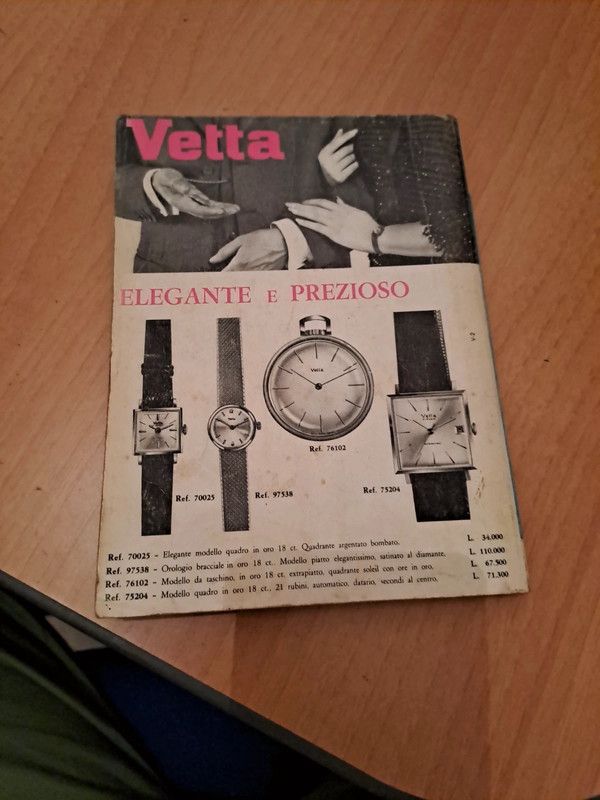 Vetta
ELEGANTE E PREZIOSO
V-2
Vetta
Vetta
Ref. 76102
Ref. 70025
Ref. 97538
Ref. 75204
Ref. 70025 - Elegante modello quadro in oro 18 ct. Quadrante argentato bombato. L. 34.000
Ref. 97538 - Orologio bracciale in oro 18 ct. Modello piatto elegantissimo, satinato al diamante. L. 110.000
Ref. 76102 - Modello da taschino, in oro 18 ct. extrapiatto, quadrante soleil con ore in oro. L. 67.500
Ref. 75204 - Modello quadro in oro 18 ct., 21 rubini, automatico, datario, secondi al centro. L. 71.300